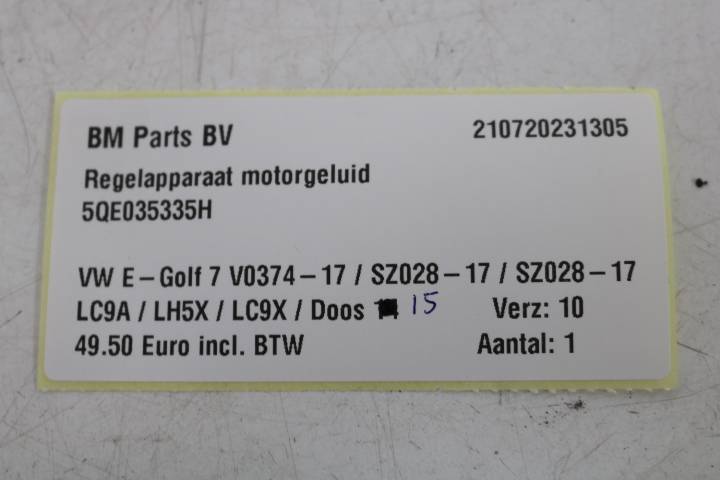 BM Parts BV 210720231305
Regelapparaat motorgeluid
5QE035335H
VW E-Golf 7 V0374-17 / SZ028-17 / SZ028-17
LC9A / LH5X / LC9X / Doos 15 Verz: 10
49.50 Euro incl. BTW Aantal: 1